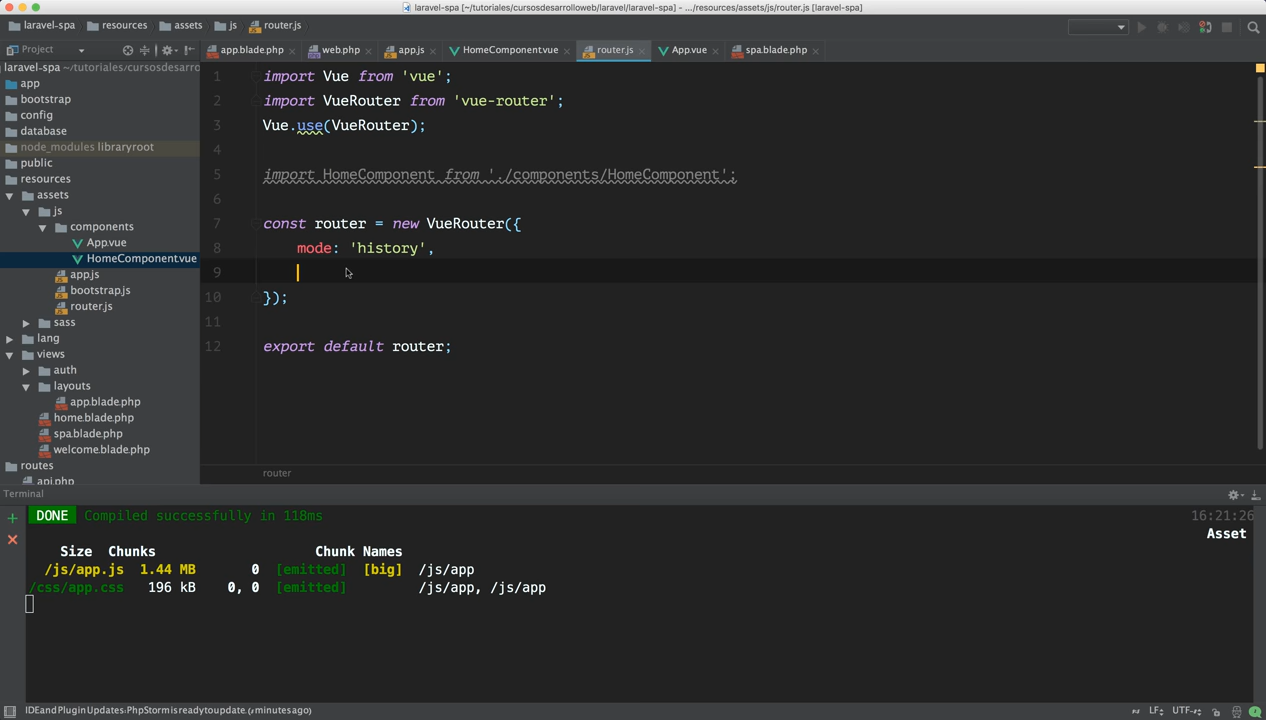 laravel-spa [~/tutoriales/cursosdesarrolloweb/laravel/laravel-spa] - .../resources/assets/js/router.js [laravel-spa]
laravel-spa resources assets js router.js
Project
app.blade.php web.php app.js HomeComponent.vue router.js App.vue spa.blade.php
laravel-spa ~/tutoriales/cursosdesarro
app
bootstrap
config
database
node_modules libraryroot
public
resources
assets
js
components
App.vue
HomeComponent.vue
app.js
bootstrap.js
router.js
sass
lang
views
auth
layouts
app.blade.php
home.blade.php
spa.blade.php
welcome.blade.php
routes
api.php
1 import Vue from 'vue';
2 import VueRouter from 'vue-router';
3 Vue.use(VueRouter);
4
5 import HomeComponent from './components/HomeComponent';
6
7 const router = new VueRouter({
8 mode: 'history',
9
10 });
11
12 export default router;
router
Terminal
DONE Compiled successfully in 118ms 16:21:26
Asset
Size Chunks Chunk Names
/js/app.js 1.44 MB 0 [emitted] [big] /js/app
/css/app.css 196 kB 0, 0 [emitted] /js/app, /js/app
IDE and Plugin Updates: PhpStorm is ready to update. (minutes ago)
LF UTF-